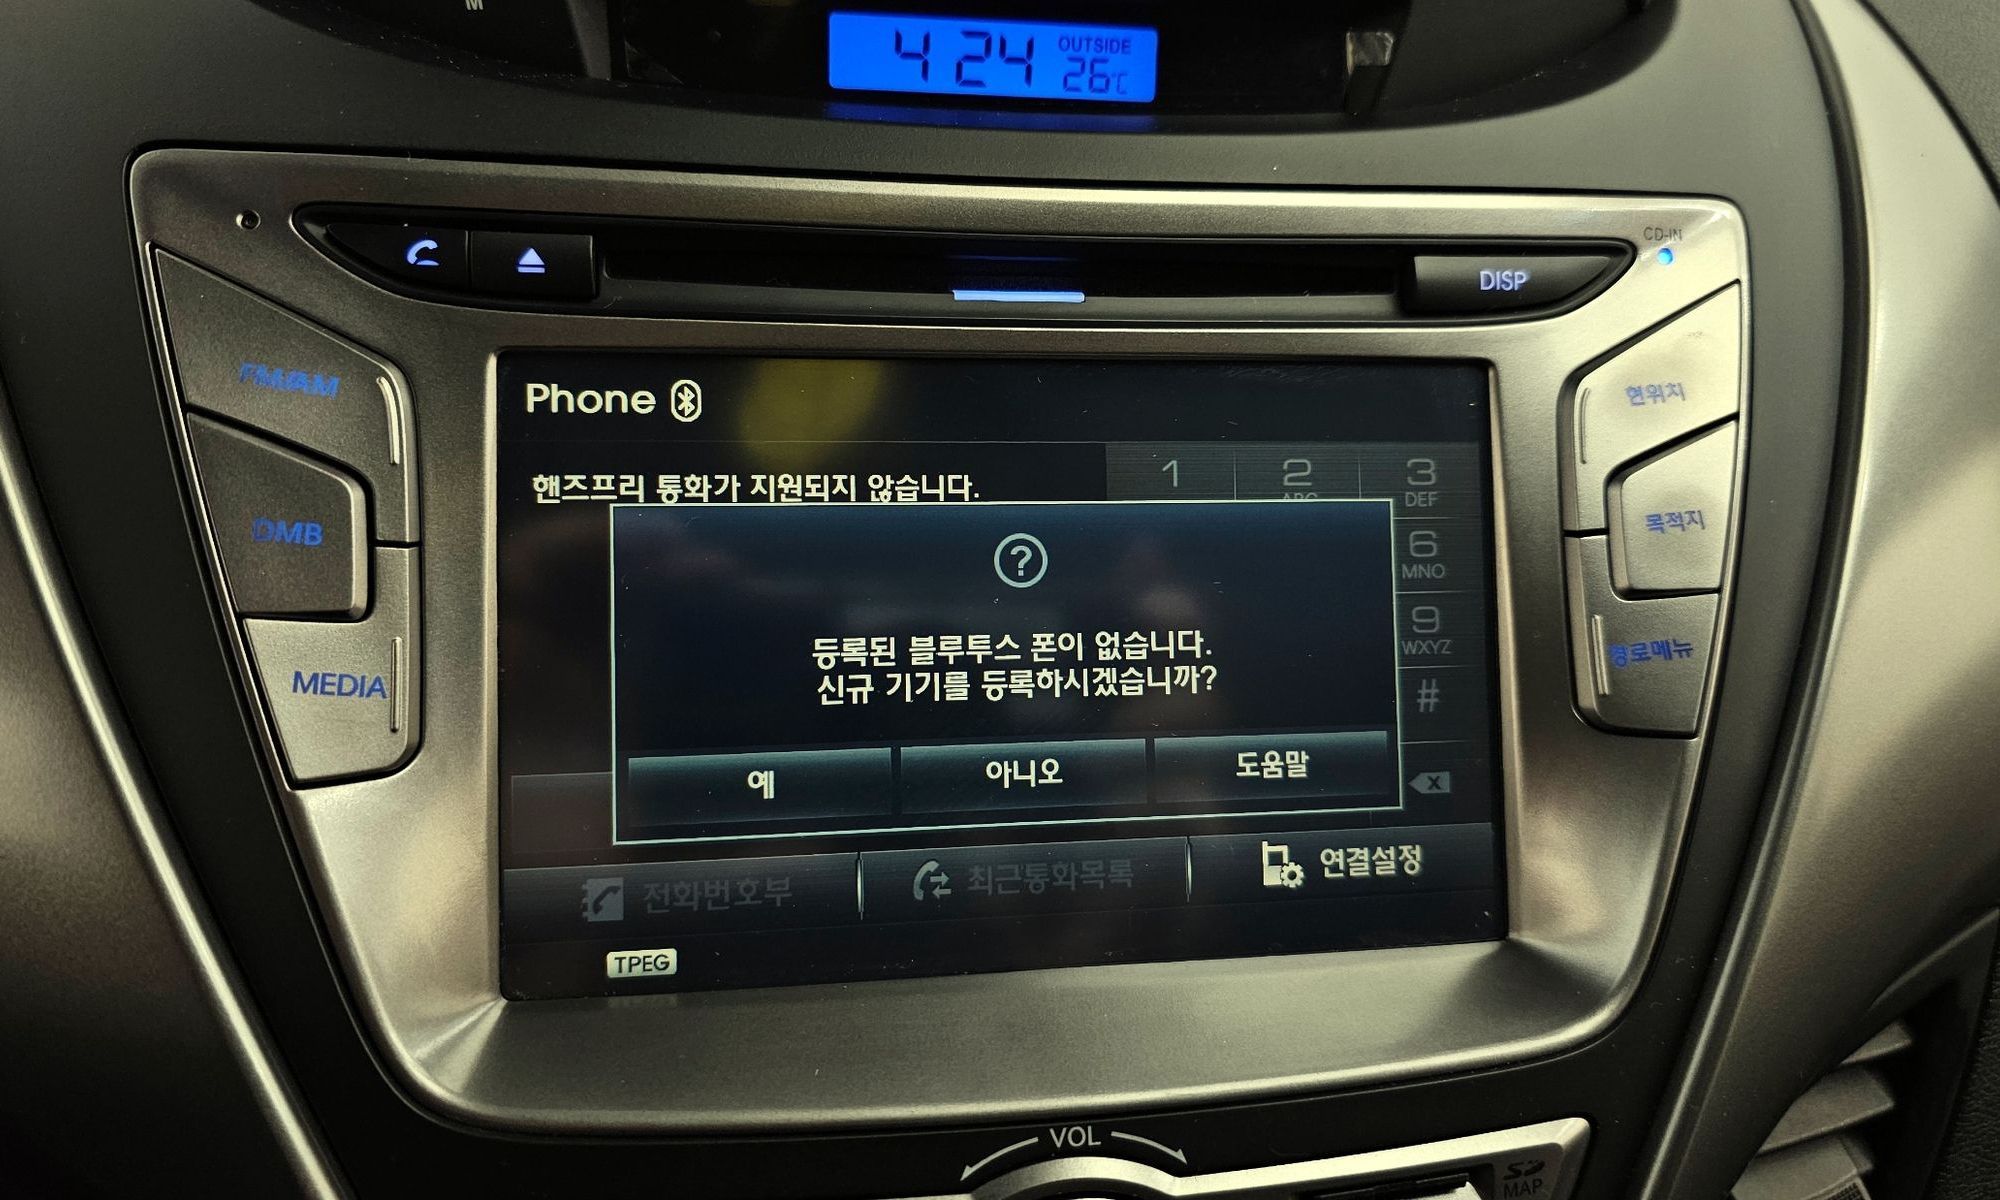 M
4 24 OUTSIDE 26℃
CD-IN
DISP
FM/AM
DMB
MEDIA
현위치
목적지
경로메뉴
Phone
핸즈프리 통화가 지원되지 않습니다.
1
2 ABC
3 DEF
6 MNO
9 WXYZ
#
?
등록된 블루투스 폰이 없습니다.
신규 기기를 등록하시겠습니까?
예 아니오 도움말
전화번호부 최근통화목록 연결설정
TPEG
VOL
SD MAP